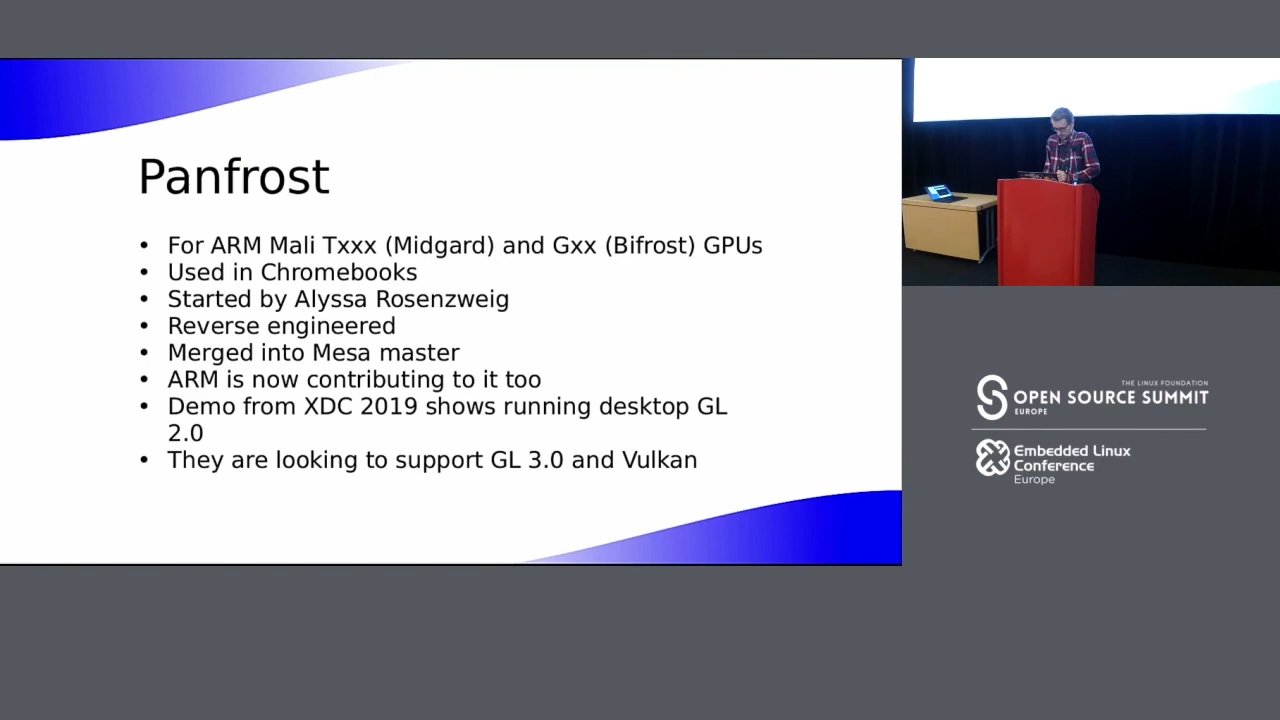 Panfrost
• For ARM Mali Txxx (Midgard) and Gxx (Bifrost) GPUs
• Used in Chromebooks
• Started by Alyssa Rosenzweig
• Reverse engineered
• Merged into Mesa master
• ARM is now contributing to it too
• Demo from XDC 2019 shows running desktop GL
2.0
• They are looking to support GL 3.0 and Vulkan
THE LINUX FOUNDATION
OPEN SOURCE SUMMIT
EUROPE
Embedded Linux
Conference
Europe